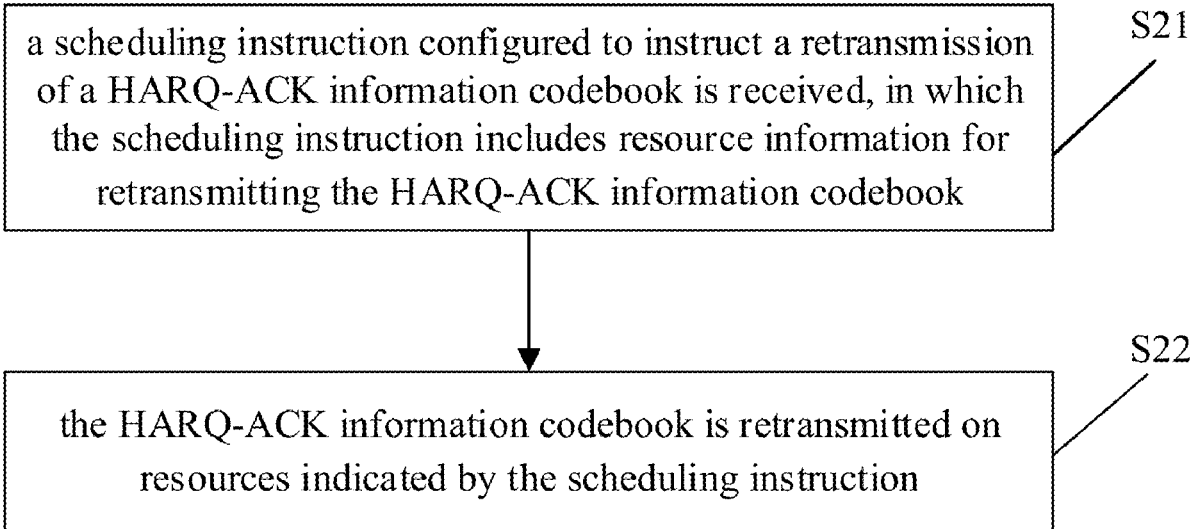 a scheduling instruction configured to instruct a retransmission
of a HARQ-ACK information codebook is received, in which
the scheduling instruction includes resource information for
retransmitting the HARQ-ACK information codebook
S21
the HARQ-ACK information codebook is retransmitted on
resources indicated by the scheduling instruction
S22